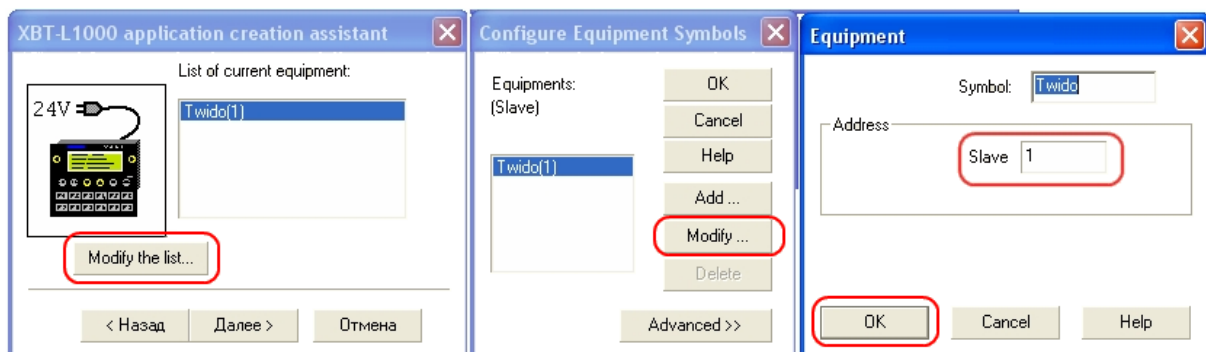 XBT-L1000 application creation assistant
List of current equipment:
24V
Twido(1)
Modify the list...
< Назад
Далее >
Отмена
Configure Equipment Symbols
Equipments:
(Slave)
Twido(1)
OK
Cancel
Help
Add ...
Modify ...
Delete
Advanced >>
Equipment
Symbol: Twido
Address
Slave 1
OK
Cancel
Help